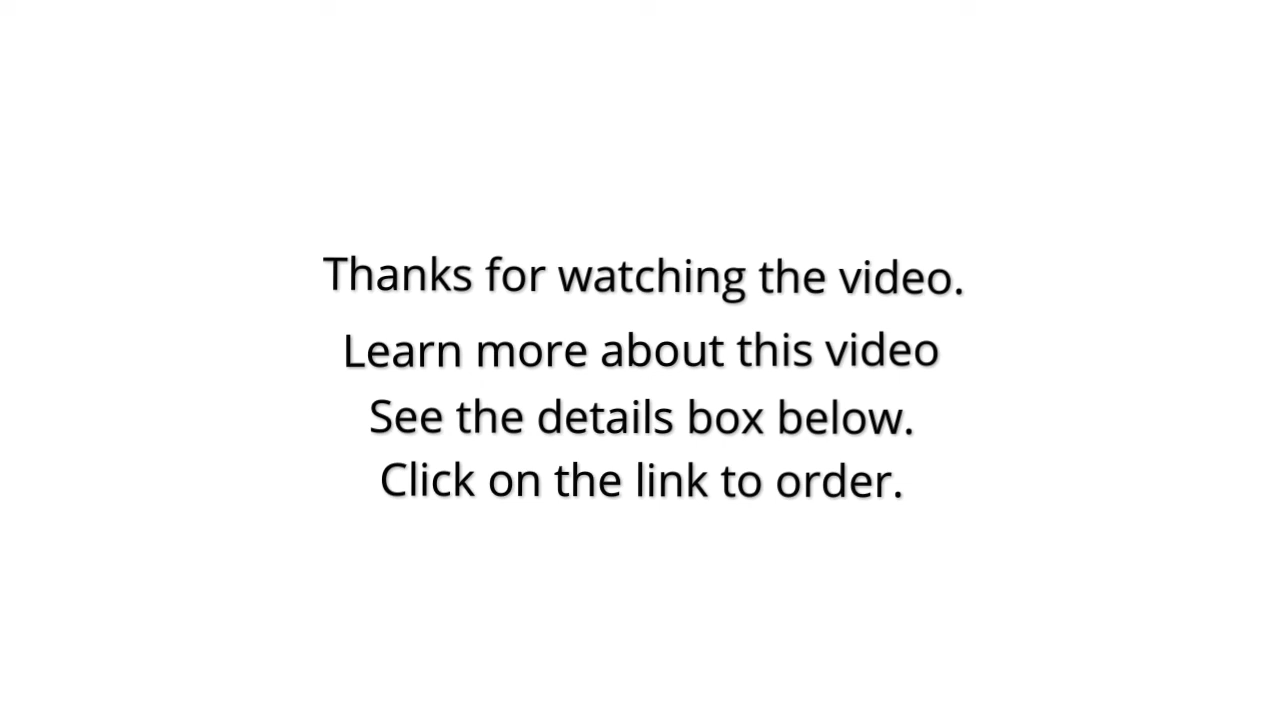 Thanks for watching the video.
Learn more about this video
See the details box below.
Click on the link to order.